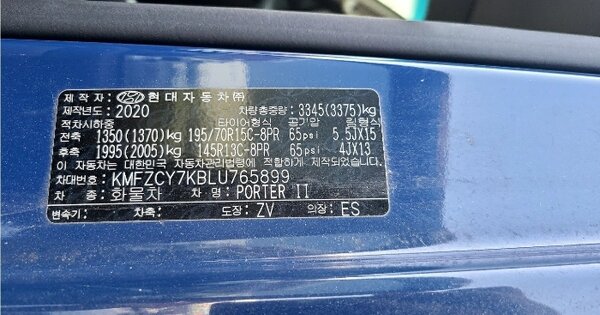 제 작 자: 현대자동차㈜
제작년도: 2020 차량총중량: 3345(3375)kg
적차시하중 타이어형식 공기압 림형식
전축 1350(1370)kg 195/70R15C-8PR 65psi 5.5JX15
후축 1995(2005)kg 145R13C-8PR 65psi 4JX13
이 자동차는 대한민국 자동차관리법령에 적합하게 제작되었습니다.
차대번호: KMFZCY7KBLU765899
차 종: 화물차 차 명: PORTER II
변속기: 차축: 도장: ZV 의장: ES